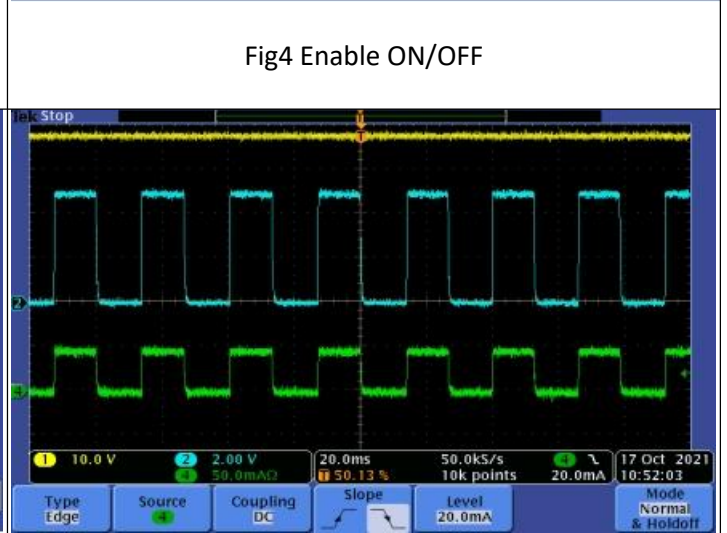 Fig4 Enable ON/OFF
Tek Stop
T
T
2
4
1 10.0 V 2 2.00 V 20.0ms 50.0kS/s 4 17 Oct 2021
4 50.0mAΩ T 50.13 % 10k points 20.0mA 10:52:03
Type Source Coupling Slope Level Mode
Edge 4 DC 20.0mA Normal
& Holdoff